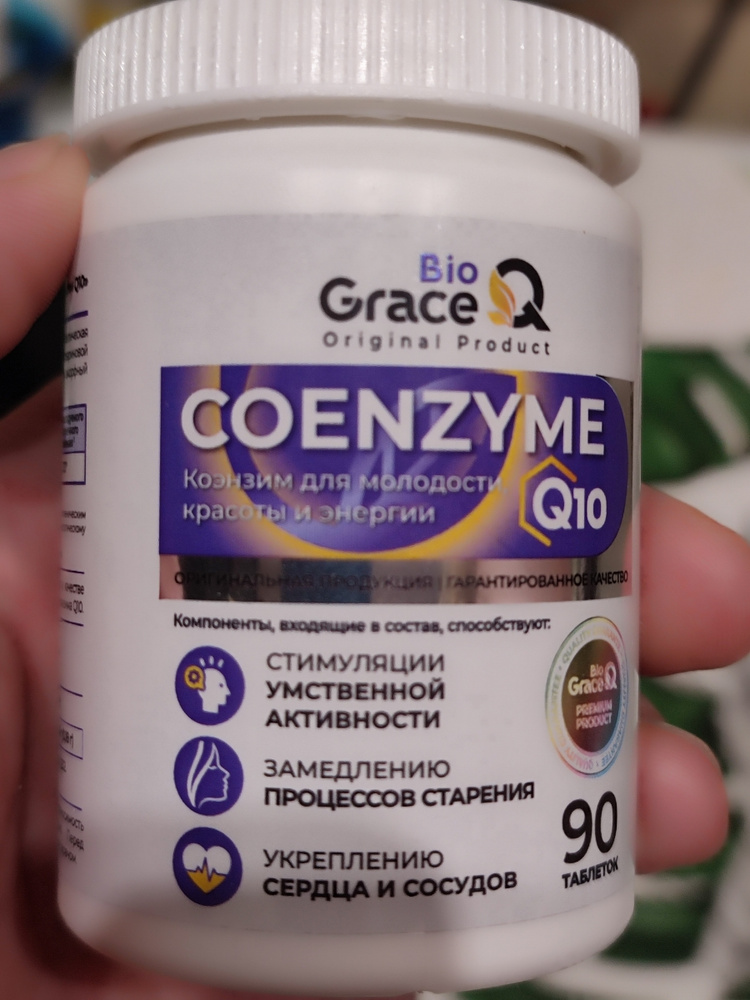 Bio
Grace Q
Original Product
COENZYME
Коэнзим для молодости,
красоты и энергии
Q10
ОРИГИНАЛЬНАЯ ПРОДУКЦИЯ | ГАРАНТИРОВАННОЕ КАЧЕСТВО
Компоненты, входящие в состав, способствуют:
СТИМУЛЯЦИИ
УМСТВЕННОЙ
АКТИВНОСТИ
ЗАМЕДЛЕНИЮ
ПРОЦЕССОВ СТАРЕНИЯ
УКРЕПЛЕНИЮ
СЕРДЦА И СОСУДОВ
Bio
Grace Q
PREMIUM
PRODUCT
90
ТАБЛЕТОК